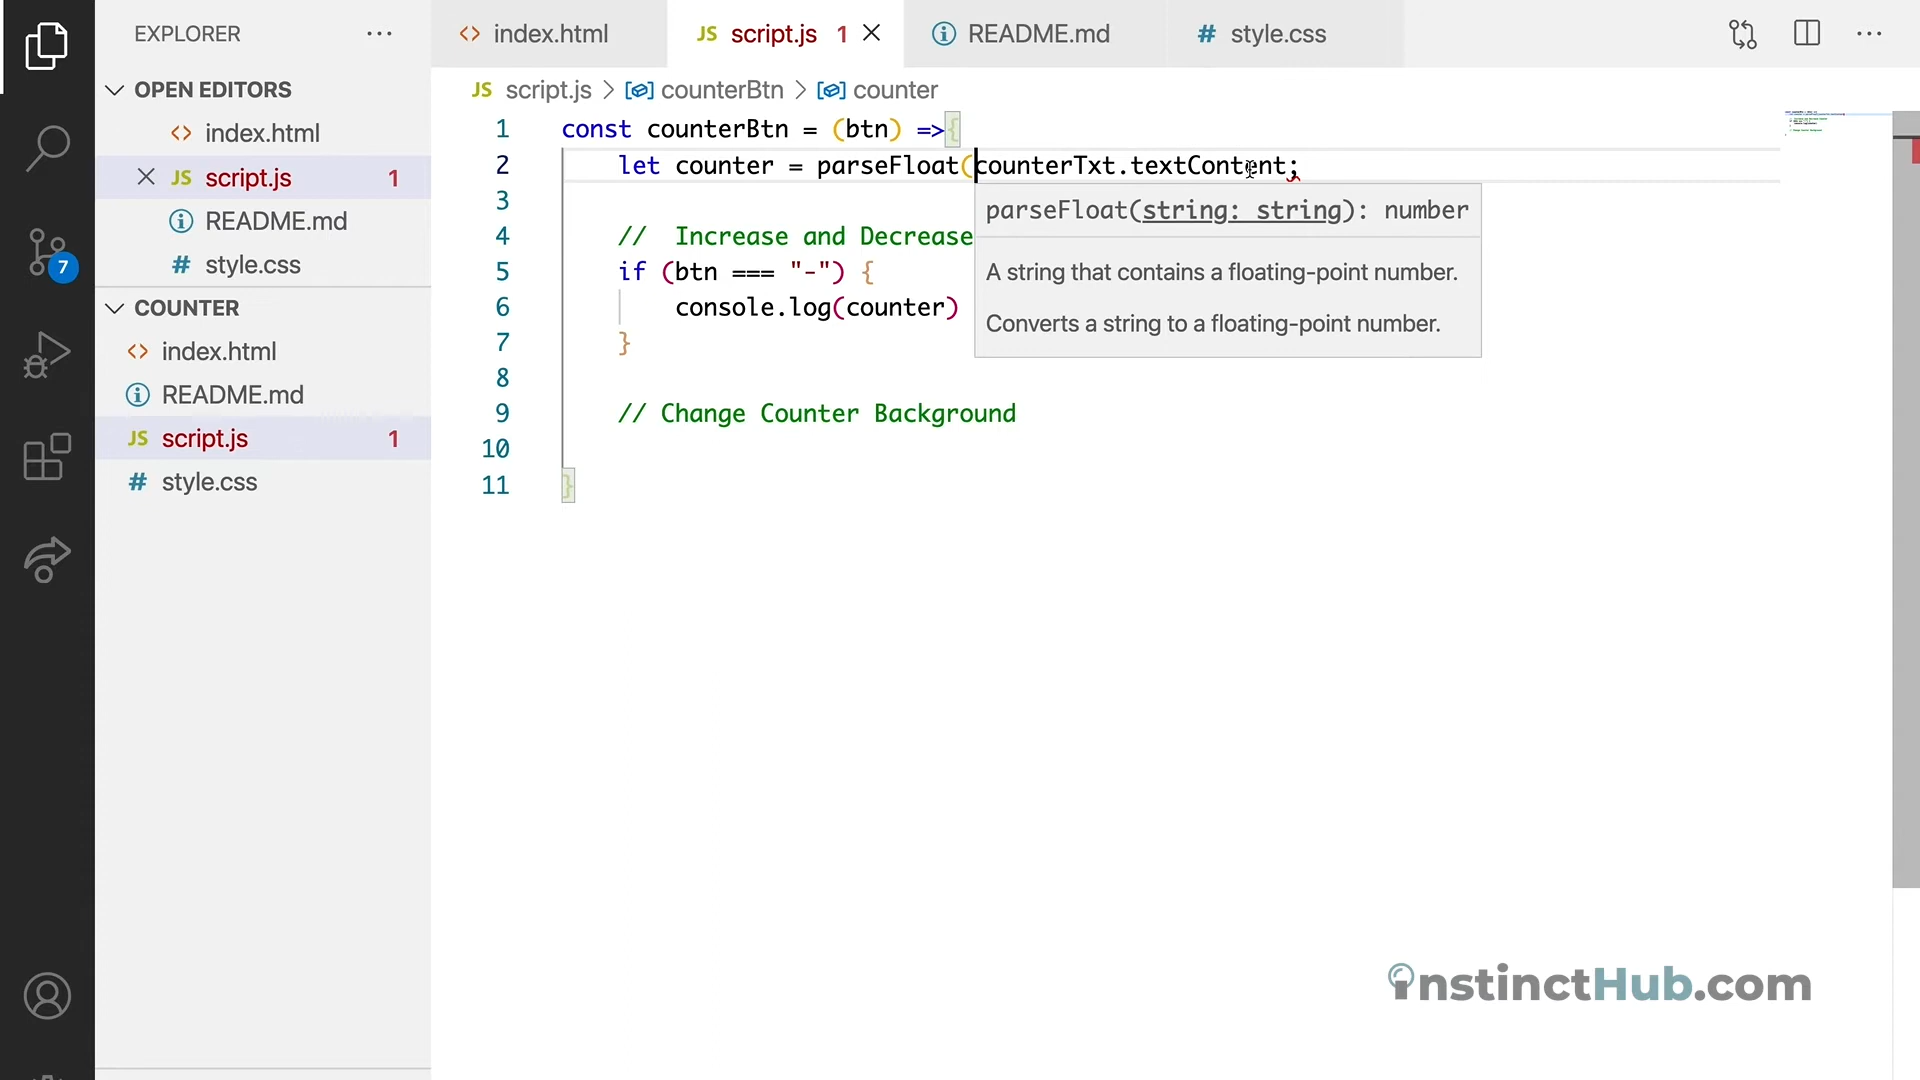 EXPLORER
OPEN EDITORS
index.html
JS script.js 1
README.md
# style.css
7
COUNTER
index.html
README.md
JS script.js 1
# style.css
index.html
JS script.js 1
README.md
# style.css
JS script.js > counterBtn > counter
1 const counterBtn = (btn) =>{
2 let counter = parseFloat(counterTxt.textContent;
3
4 // Increase and Decrease
5 if (btn === "-") {
6 console.log(counter)
7 }
8
9 // Change Counter Background
10
11 }
parseFloat(string: string): number
A string that contains a floating-point number.
Converts a string to a floating-point number.
instinctHub.com